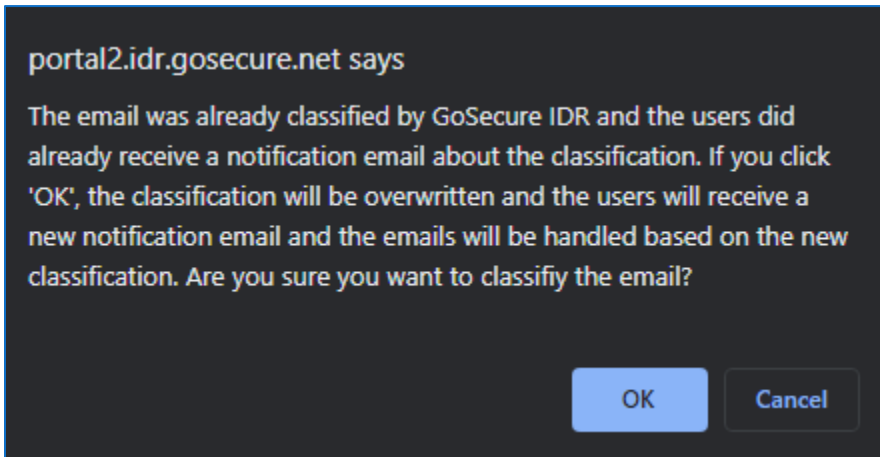 portal2.idr.gosecure.net says
The email was already classified by GoSecure IDR and the users did
already receive a notification email about the classification. If you click
'OK', the classification will be overwritten and the users will receive a
new notification email and the emails will be handled based on the new
classification. Are you sure you want to classifiy the email?
OK Cancel